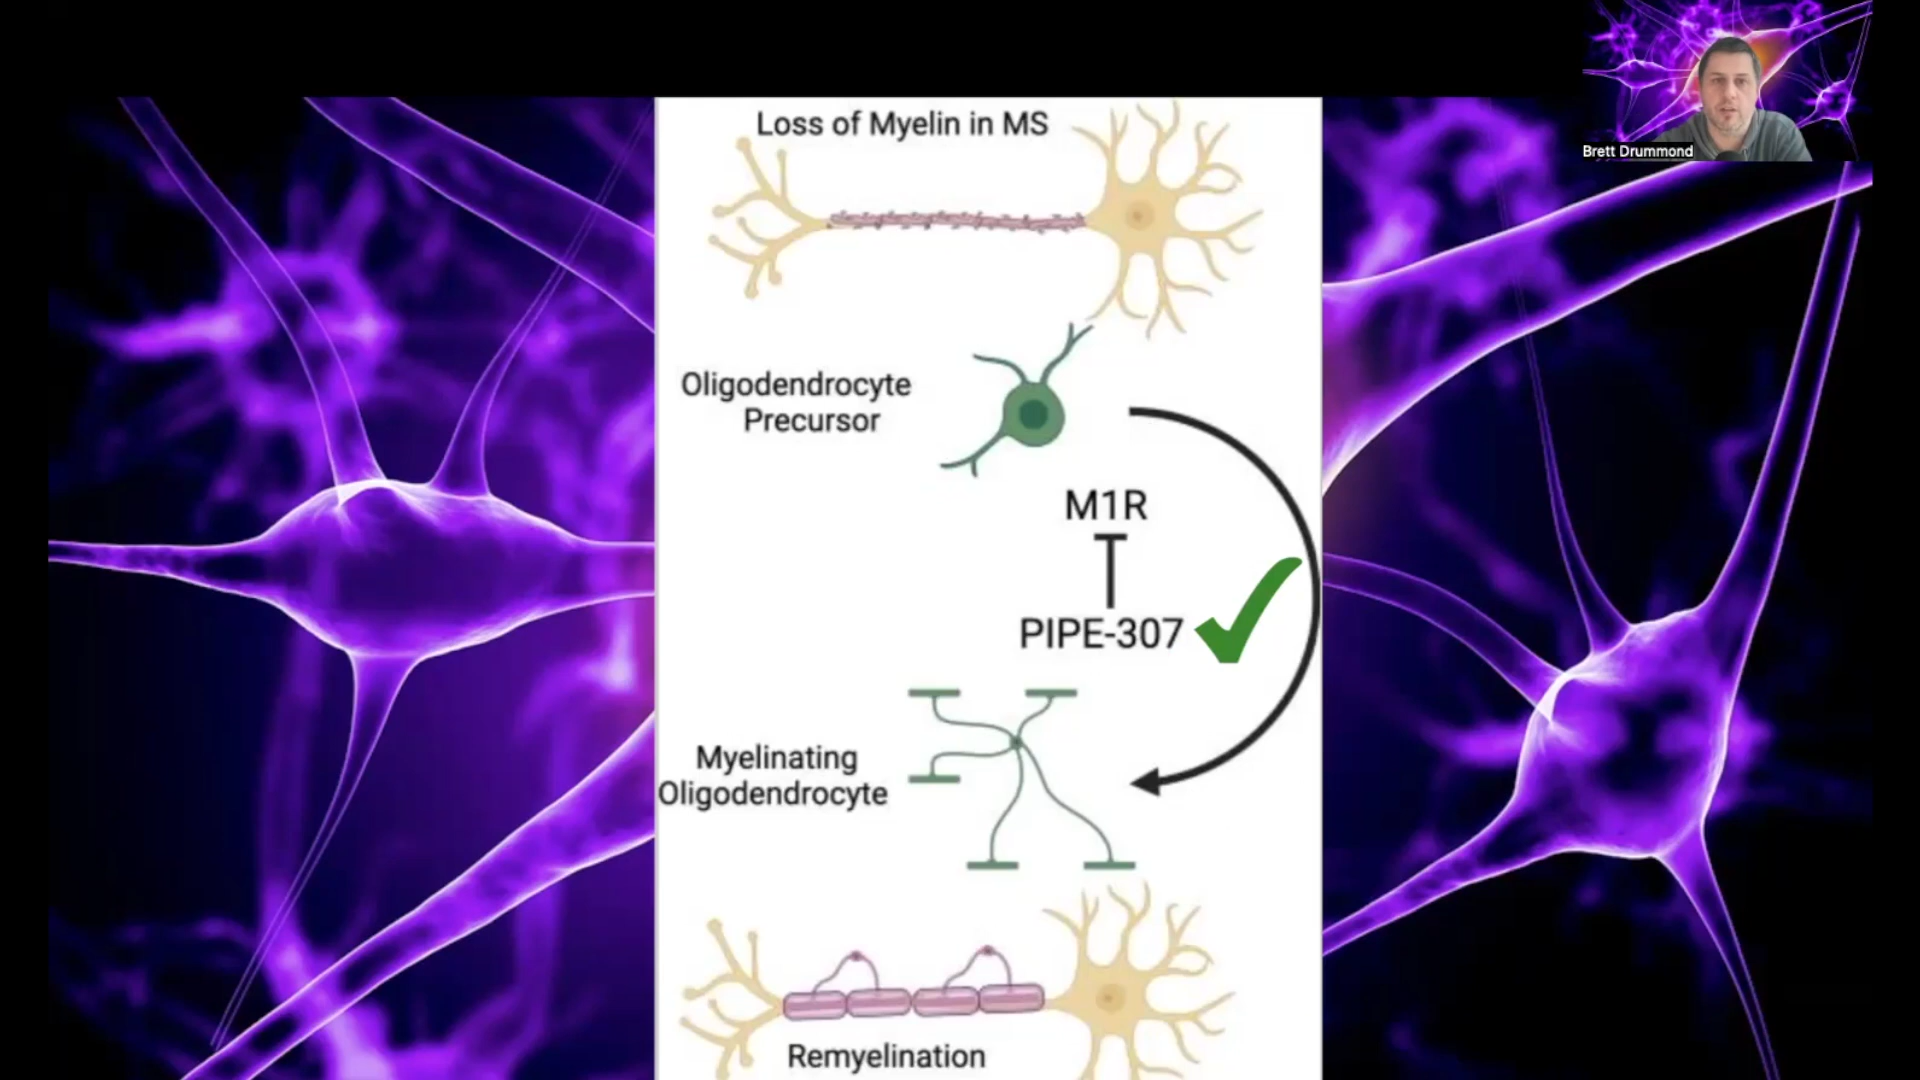 Brett Drummond
Loss of Myelin in MS
Oligodendrocyte
Precursor
M1R
PIPE-307
Myelinating
Oligodendrocyte
Remyelination